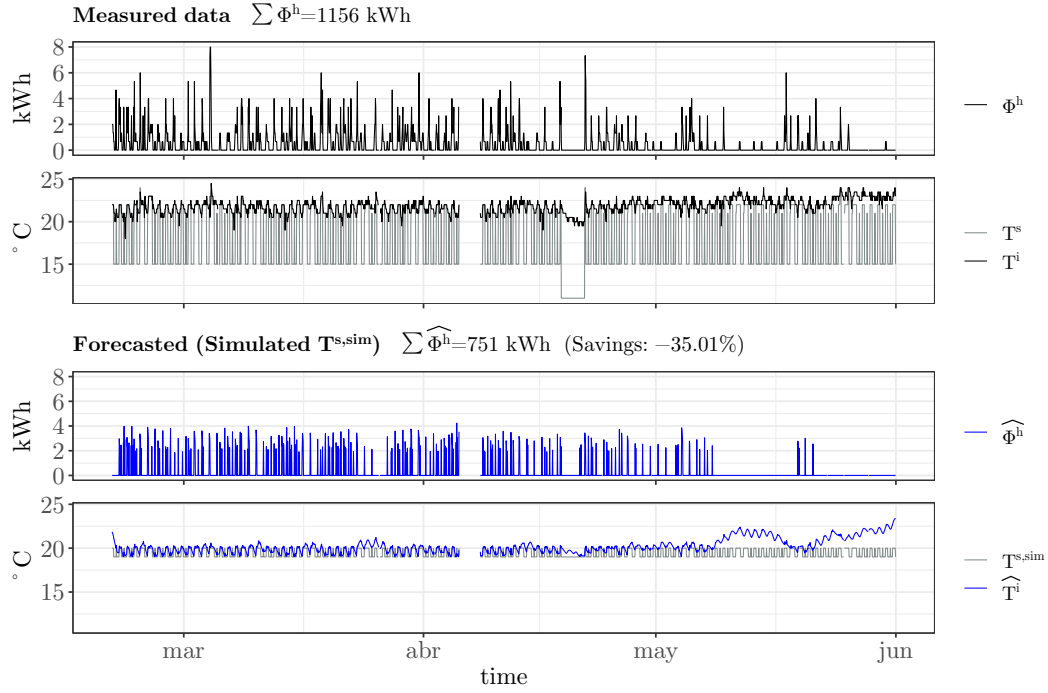 Measured data ∑ Φʰ=1156 kWh
8
6
4
2
0
kWh
Φʰ
25
20
15
°C
Tˢ
Tⁱ
Forecasted (Simulated Tˢ,ˢⁱᵐ) ∑ Φ̂ʰ=751 kWh (Savings: −35.01%)
8
6
4
2
0
kWh
Φ̂ʰ
25
20
15
°C
Tˢ,ˢⁱᵐ
T̂ⁱ
mar abr may jun
time